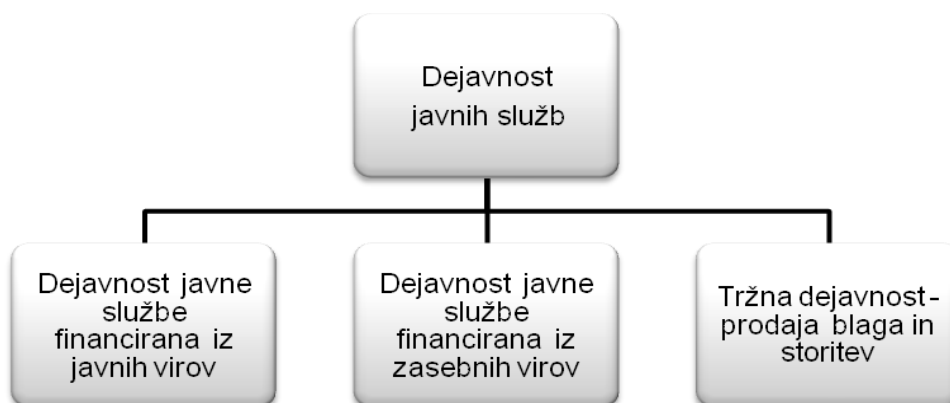 Dejavnost
javnih služb
Dejavnost javne
službe
financirana iz
javnih virov
Dejavnost javne
službe
financirana iz
zasebnih virov
Tržna dejavnost-
prodaja blaga in
storitev